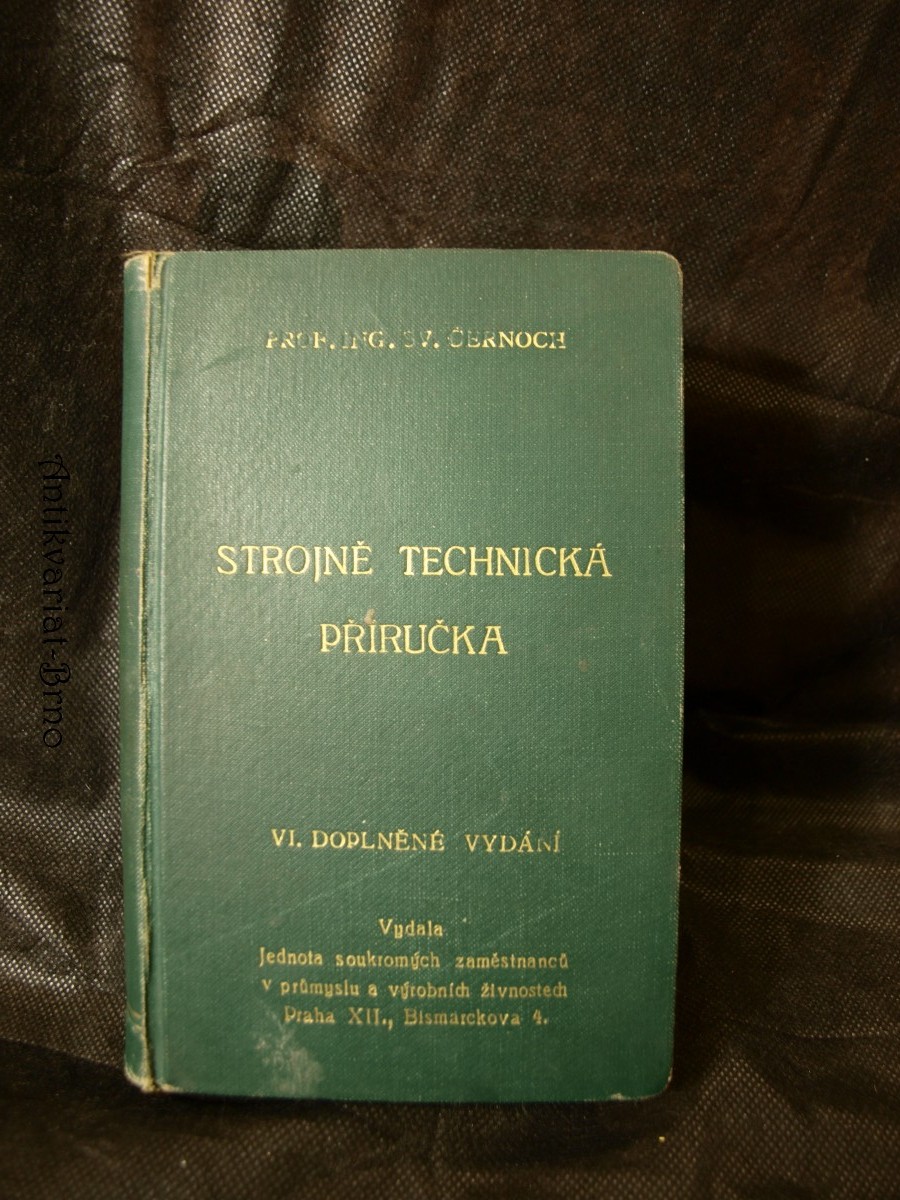 PROF. ING. SV. ČERNOCH
STROJNĚ TECHNICKÁ
PŘÍRUČKA
VI. DOPLNĚNÉ VYDÁNÍ
Vydala
Jednota soukromých zaměstnanců
v průmyslu a výrobních živnostech
Praha XII., Bismarckova 4.
Antikvariat-Brno